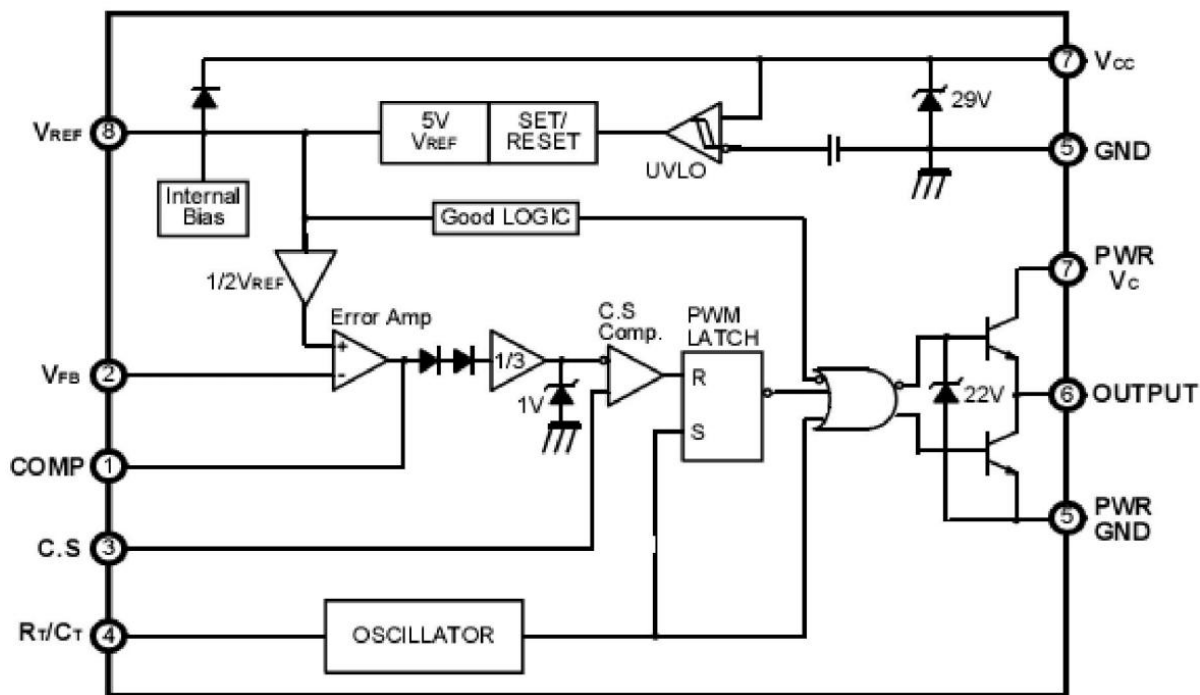 7 Vcc
29V
VREF 8
5V VREF
SET/ RESET
UVLO
5 GND
Internal Bias
Good LOGIC
1/2VREF
PWR Vc 7
Error Amp
C.S Comp.
PWM LATCH
+
-
1/3
VFB 2
1V
R
S
22V
6 OUTPUT
COMP 1
5 PWR GND
C.S 3
RT/CT 4
OSCILLATOR